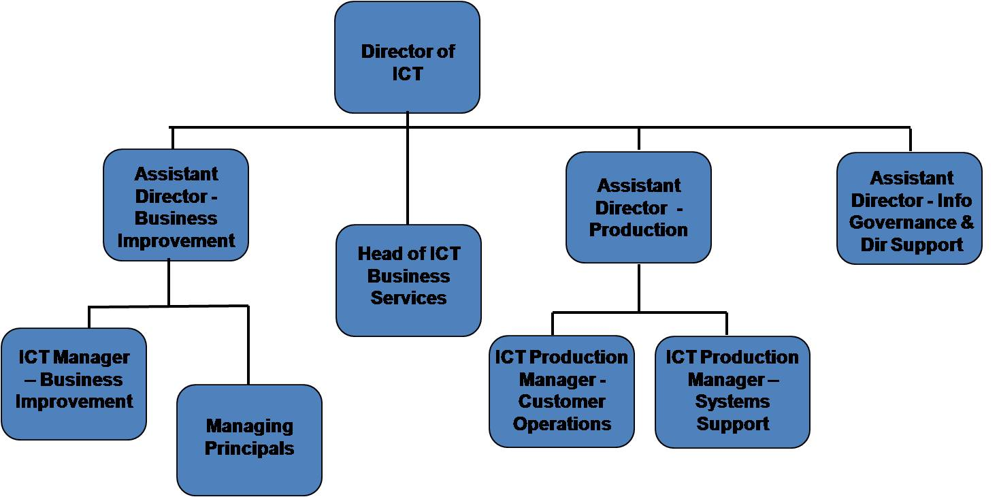 Director of
ICT
Assistant
Director -
Business
Improvement
Head of ICT
Business
Services
Assistant
Director  -
Production
Assistant
Director - Info
Governance &
Dir Support
ICT Manager
– Business
Improvement
Managing
Principals
ICT Production
Manager -
Customer
Operations
ICT Production
Manager –
Systems
Support